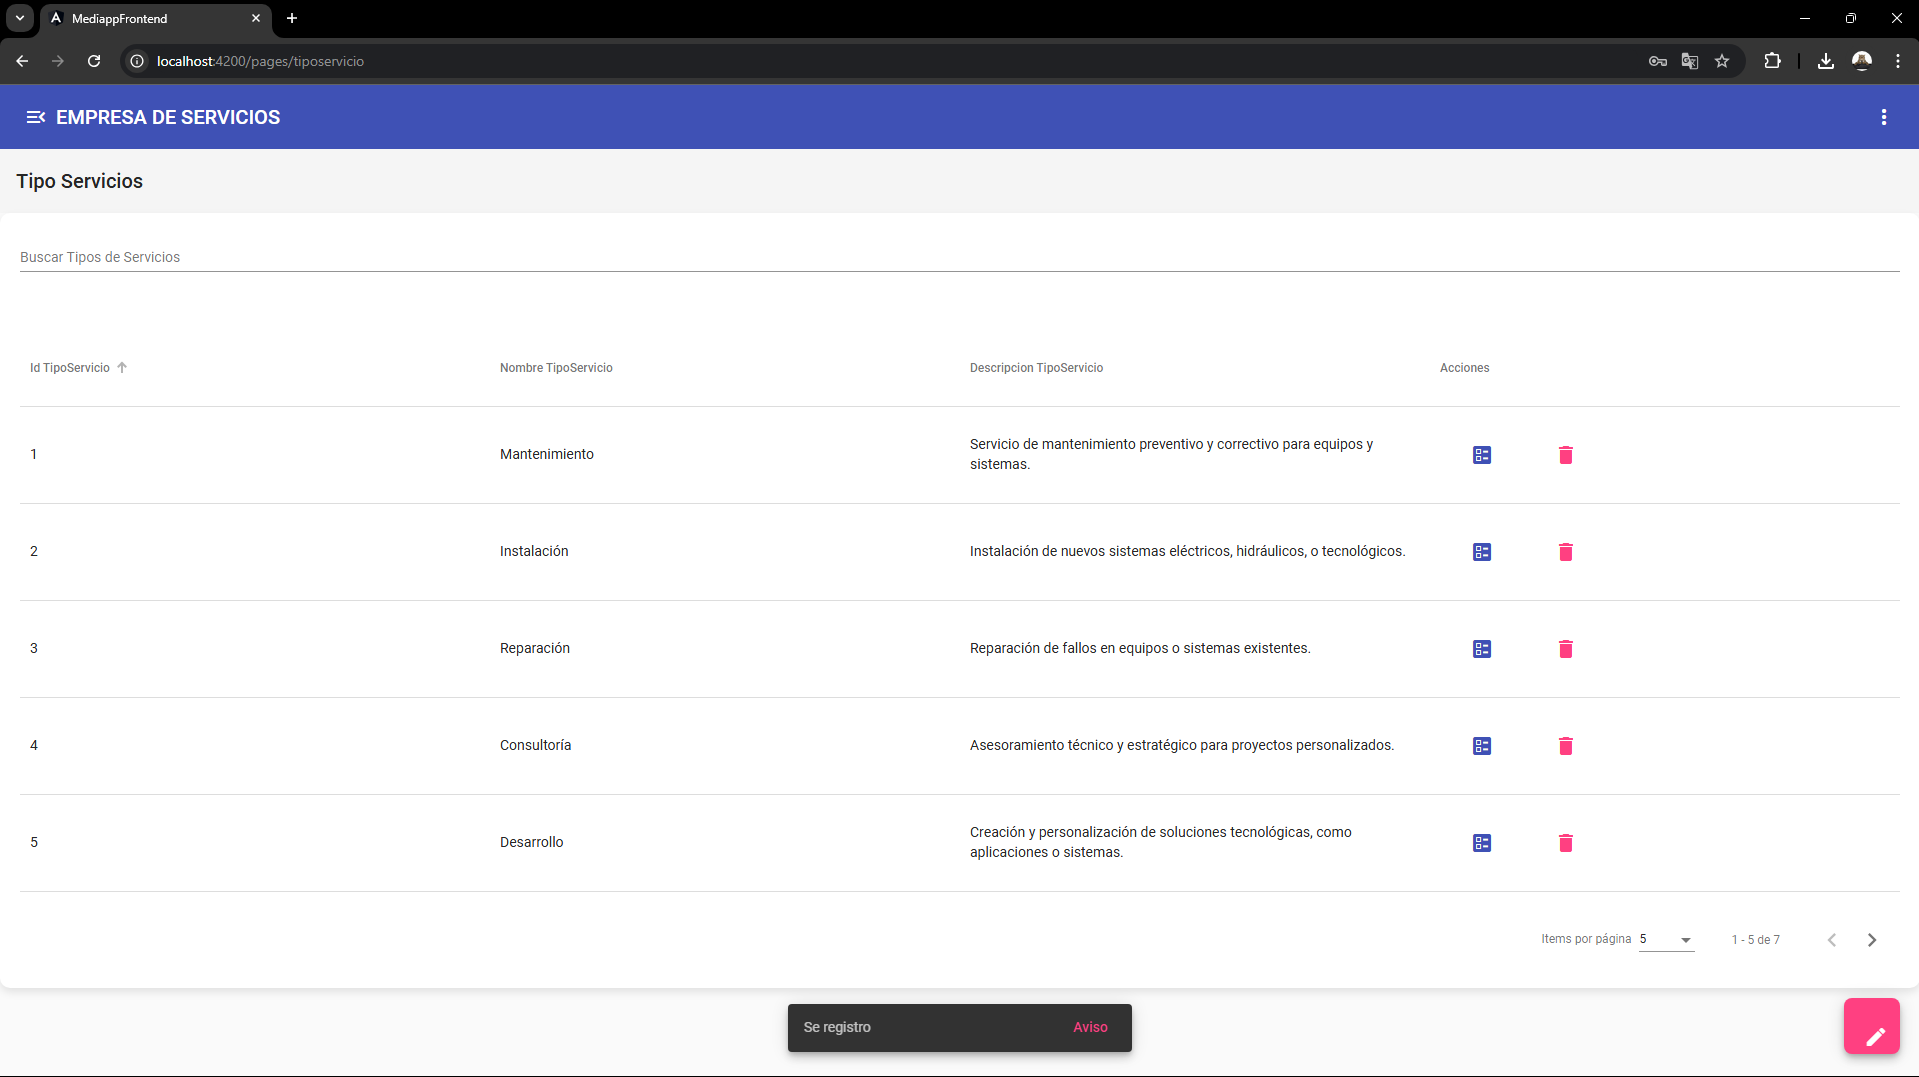 MediappFrontend
localhost:4200/pages/tiposervicio
EMPRESA DE SERVICIOS
Tipo Servicios
Buscar Tipos de Servicios
Id TipoServicio Nombre TipoServicio Descripcion TipoServicio Acciones
1 Mantenimiento Servicio de mantenimiento preventivo y correctivo para equipos y
sistemas.
2 Instalación Instalación de nuevos sistemas eléctricos, hidráulicos, o tecnológicos.
3 Reparación Reparación de fallos en equipos o sistemas existentes.
4 Consultoría Asesoramiento técnico y estratégico para proyectos personalizados.
5 Desarrollo Creación y personalización de soluciones tecnológicas, como
aplicaciones o sistemas.
Items por página 5 1 - 5 de 7
Se registro Aviso